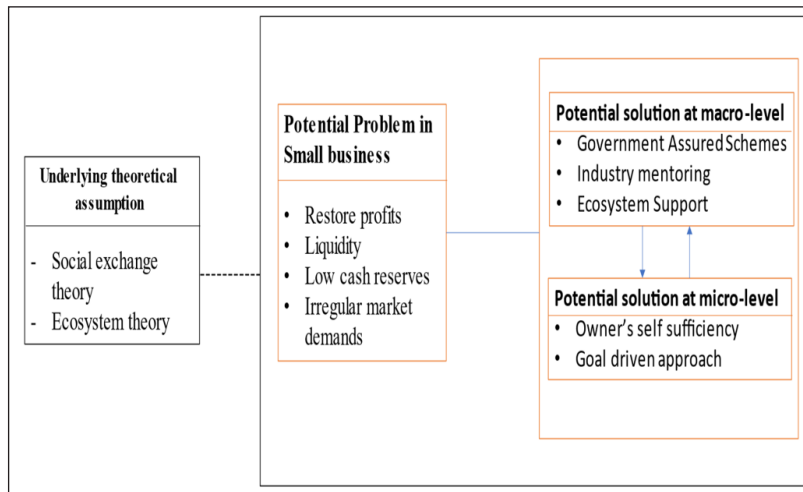 Underlying theoretical
assumption
- Social exchange
theory
- Ecosystem theory
Potential Problem in
Small business
• Restore profits
• Liquidity
• Low cash reserves
• Irregular market
demands
Potential solution at macro-level
• Government Assured Schemes
• Industry mentoring
• Ecosystem Support
Potential solution at micro-level
• Owner's self sufficiency
• Goal driven approach